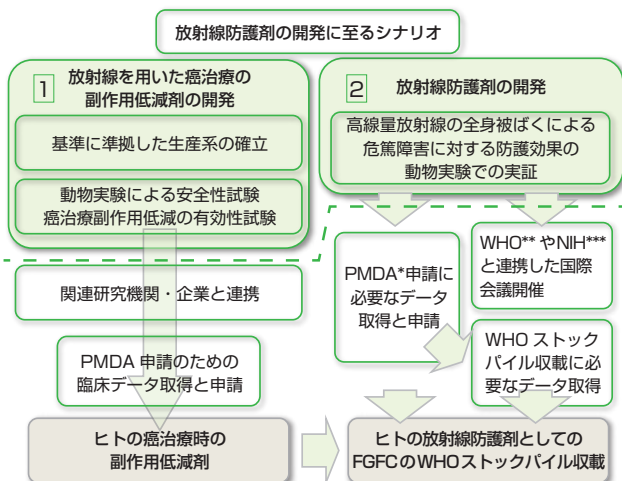 放射線防護剤の開発に至るシナリオ
1
放射線を用いた癌治療の
副作用低減剤の開発
基準に準拠した生産系の確立
動物実験による安全性試験
癌治療副作用低減の有効性試験
関連研究機関・企業と連携
PMDA 申請のための
臨床データ取得と申請
ヒトの癌治療時の
副作用低減剤
2
放射線防護剤の開発
高線量放射線の全身被ばくによる
危篤障害に対する防護効果の
動物実験での実証
PMDA*申請に
必要なデータ
取得と申請
WHO** やNIH***
と連携した国際
会議開催
WHO ストック
パイル収載に必
要なデータ取得
ヒトの放射線防護剤としての
FGFCのWHOストックパイル収載